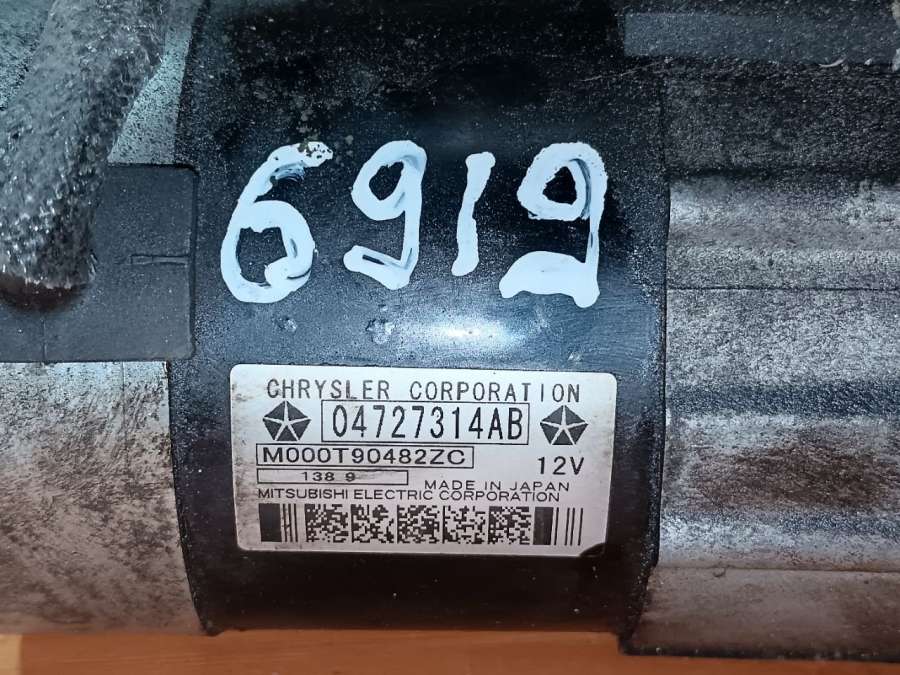 6919
CHRYSLER CORPORATION
04727314AB
M000T90482ZC
12V
138 9
MADE IN JAPAN
MITSUBISHI ELECTRIC CORPORATION